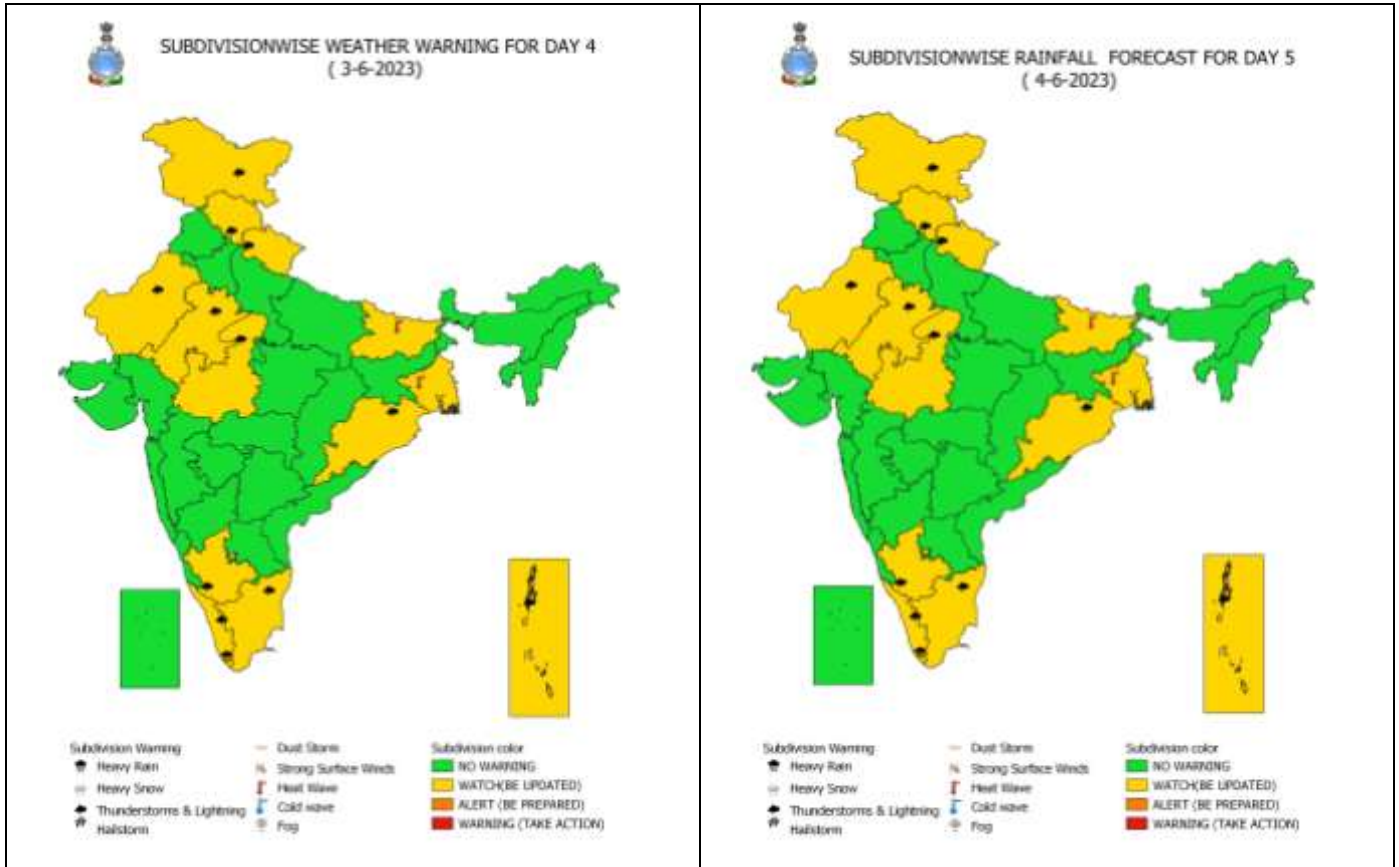 SUBDIVISIONWISE WEATHER WARNING FOR DAY 4
( 3-6-2023)
Subdivision Warning
Heavy Rain
Heavy Snow
Thunderstorms & Lightning
Hailstorm
Dust Storm
Strong Surface Winds
Heat Wave
Cold wave
Fog
Subdivision color
NO WARNING
WATCH(BE UPDATED)
ALERT (BE PREPARED)
WARNING (TAKE ACTION)
SUBDIVISIONWISE RAINFALL FORECAST FOR DAY 5
( 4-6-2023)
Subdivision Warning
Heavy Rain
Heavy Snow
Thunderstorms & Lightning
Hailstorm
Dust Storm
Strong Surface Winds
Heat Wave
Cold wave
Fog
Subdivision color
NO WARNING
WATCH(BE UPDATED)
ALERT (BE PREPARED)
WARNING (TAKE ACTION)